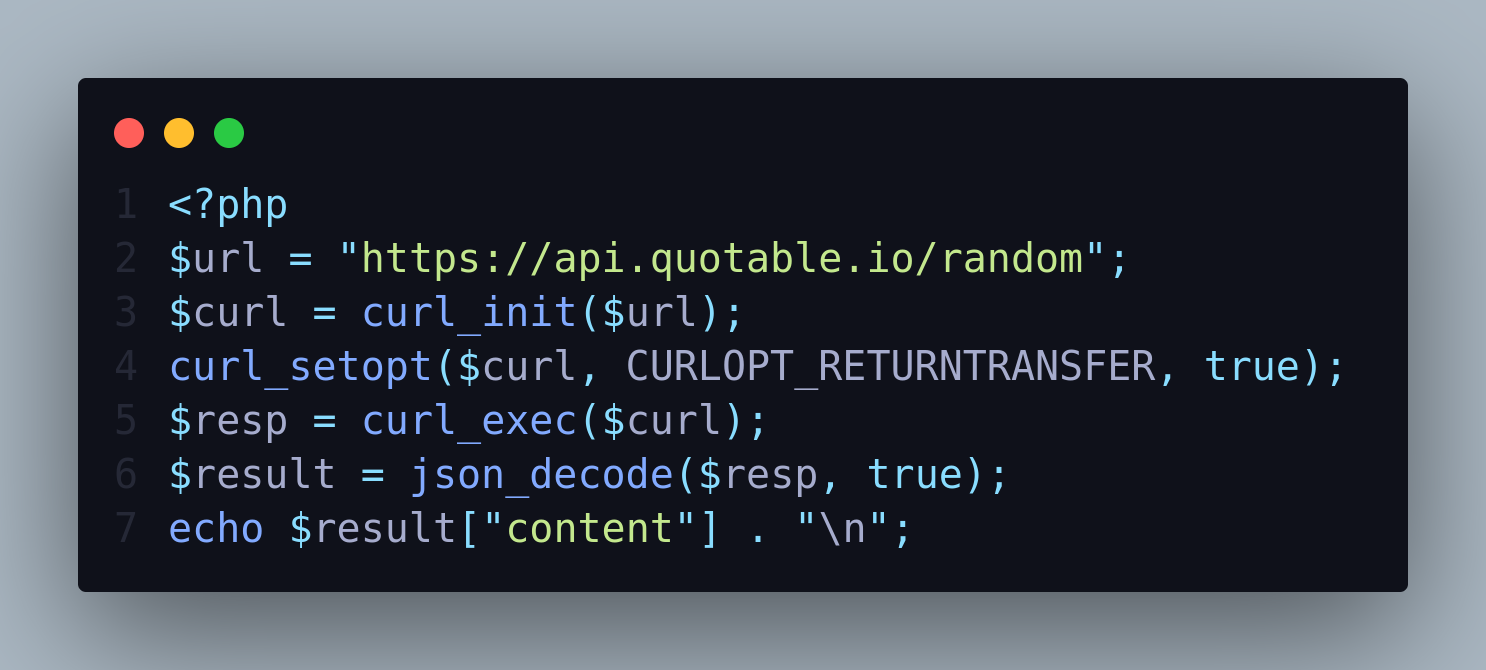 1 <?php
2 $url = "https://api.quotable.io/random";
3 $curl = curl_init($url);
4 curl_setopt($curl, CURLOPT_RETURNTRANSFER, true);
5 $resp = curl_exec($curl);
6 $result = json_decode($resp, true);
7 echo $result["content"] . "\n";